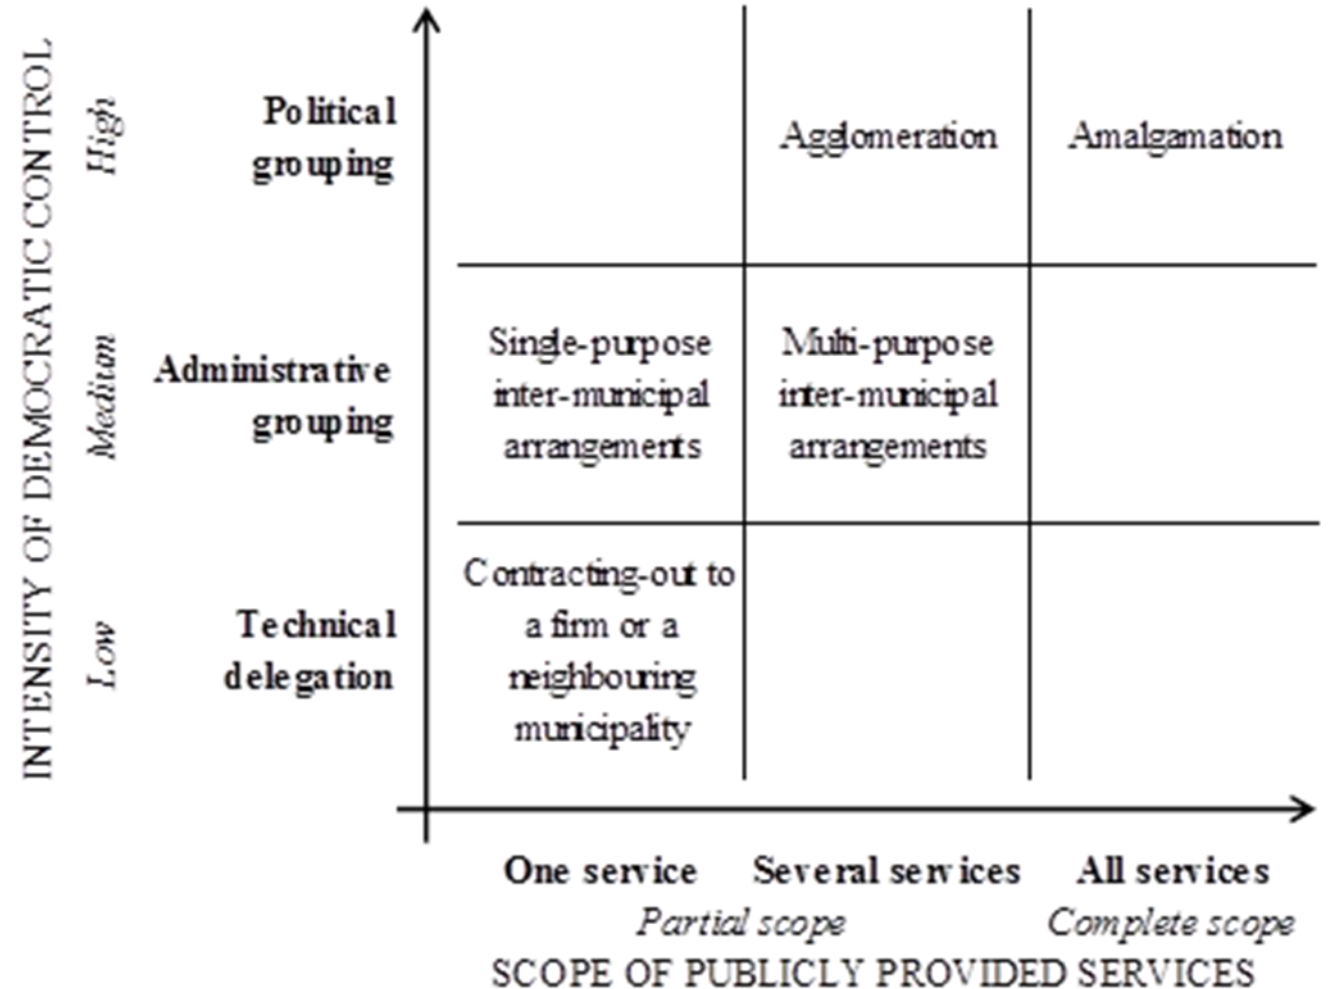 INTENSITY OF DEMOCRATIC CONTROL
High
Political
grouping
Agglomeration
Amalgamation
Medium
Administrative
grouping
Single-purpose
inter-municipal
arrangements
Multi-purpose
inter-municipal
arrangements
Low
Technical
delegation
Contracting-out to
a firm or a
neighbouring
municipality
One service
Several services
All services
Partial scope
Complete scope
SCOPE OF PUBLICLY PROVIDED SERVICES